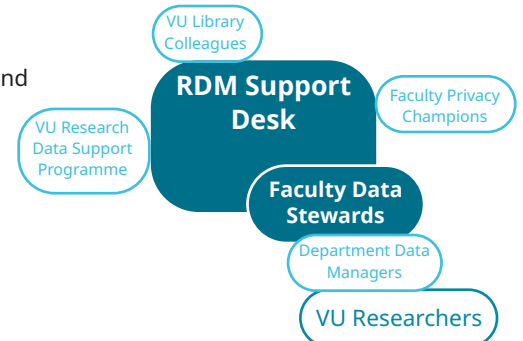 VU Library
Colleagues
nd
RDM Support
Desk
Faculty Privacy
Champions
VU Research
Data Support
Programme
Faculty Data
Stewards
Department Data
Managers
VU Researchers